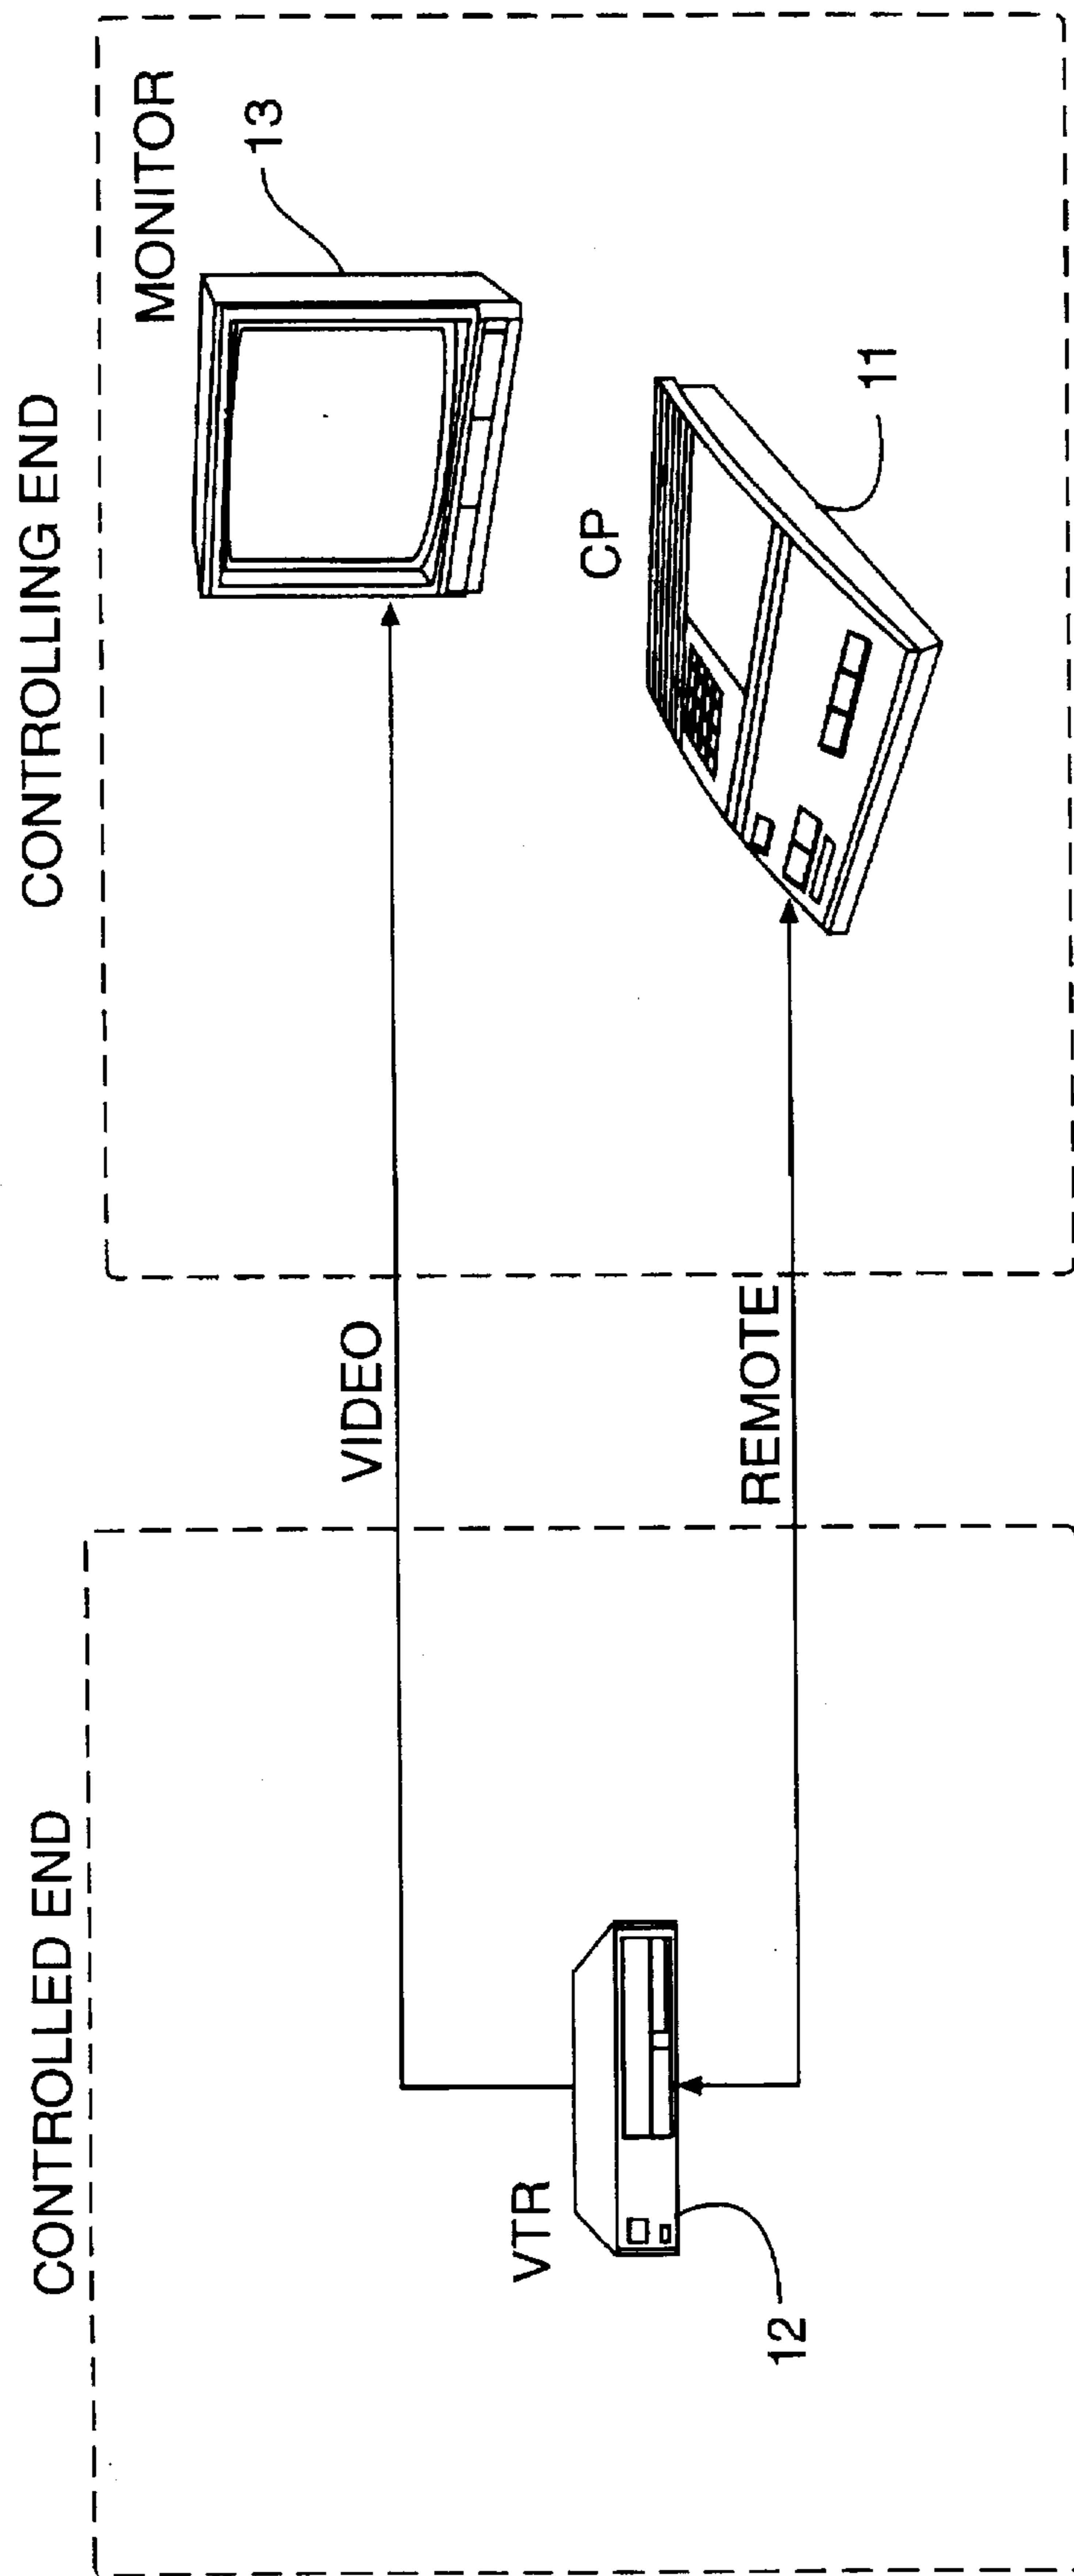 CONTROLLED END
CONTROLLING END
VTR
12
VIDEO
REMOTE
MONITOR
13
CP
11